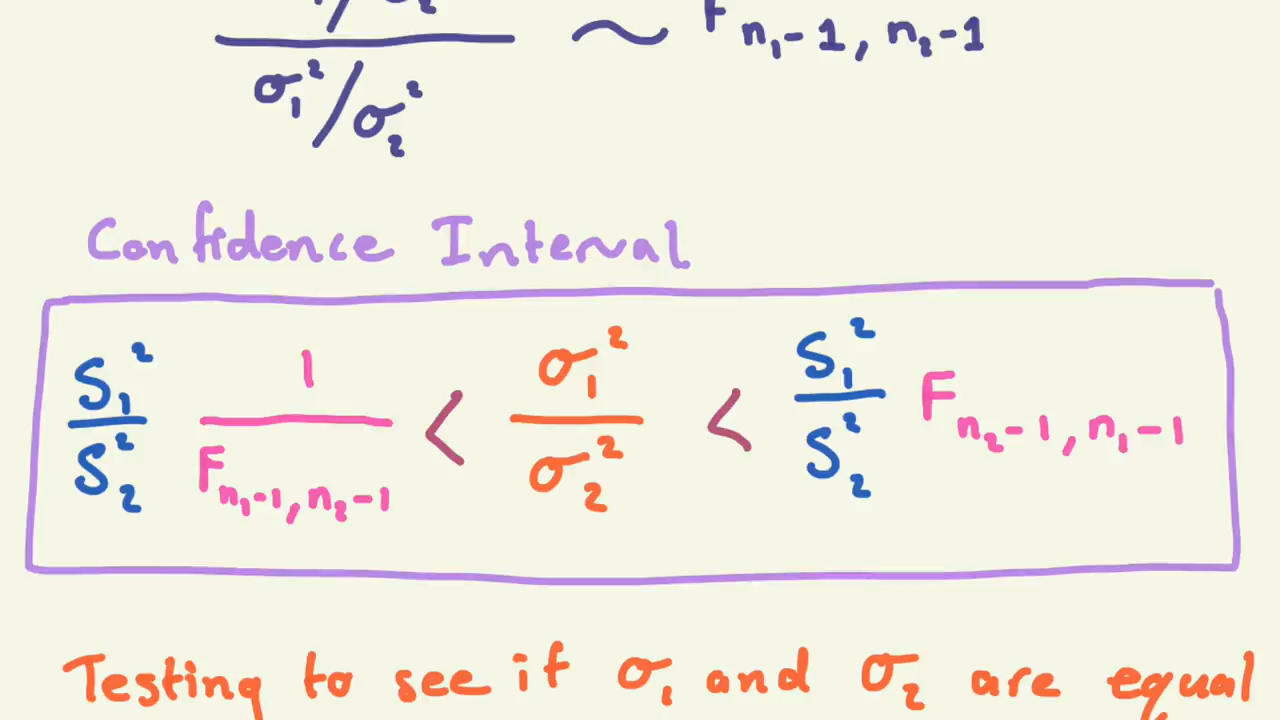 σ₁²/σ₂² ~ F n₁-1, n₂-1
Confidence Interval
S₁²/S₂² 1/F n₁-1, n₂-1 < σ₁²/σ₂² < S₁²/S₂² F n₂-1, n₁-1
Testing to see if σ₁ and σ₂ are equal